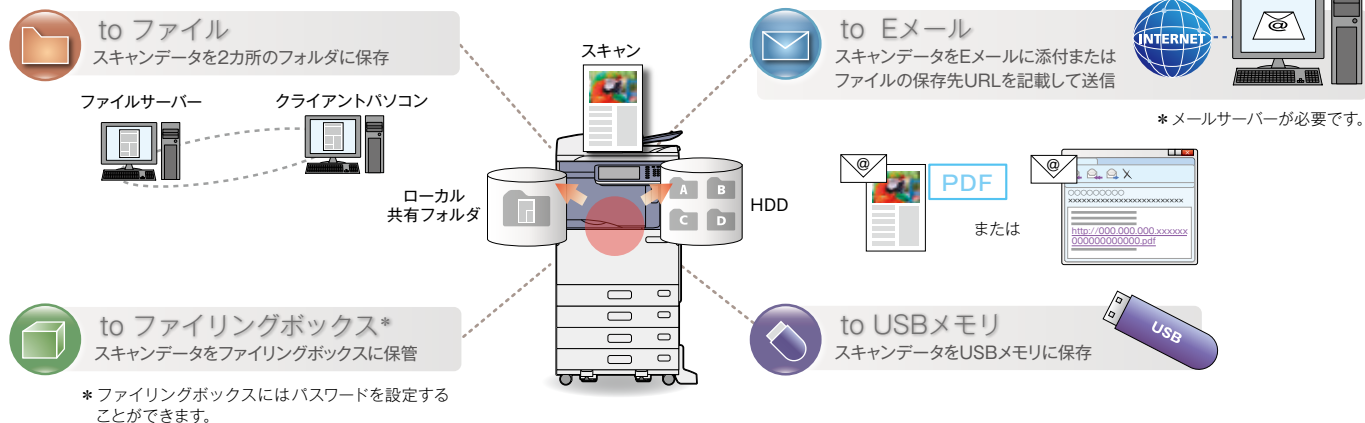 to ファイル
スキャンデータを2カ所のフォルダに保存
ファイルサーバー
クライアントパソコン
スキャン
ローカル
共有フォルダ
A B
C D
HDD
to Eメール
スキャンデータをEメールに添付または
ファイルの保存先URLを記載して送信
INTERNET
@
*メールサーバーが必要です。
@
PDF
または
@
○○○○○○○○○
xxxxxxxxxxxxxxxxxxxxxxxxx
http://000.000.000.xxxxxx
000000000000.pdf
to ファイリングボックス*
スキャンデータをファイリングボックスに保管
*ファイリングボックスにはパスワードを設定する
ことができます。
to USBメモリ
スキャンデータをUSBメモリに保存
USB